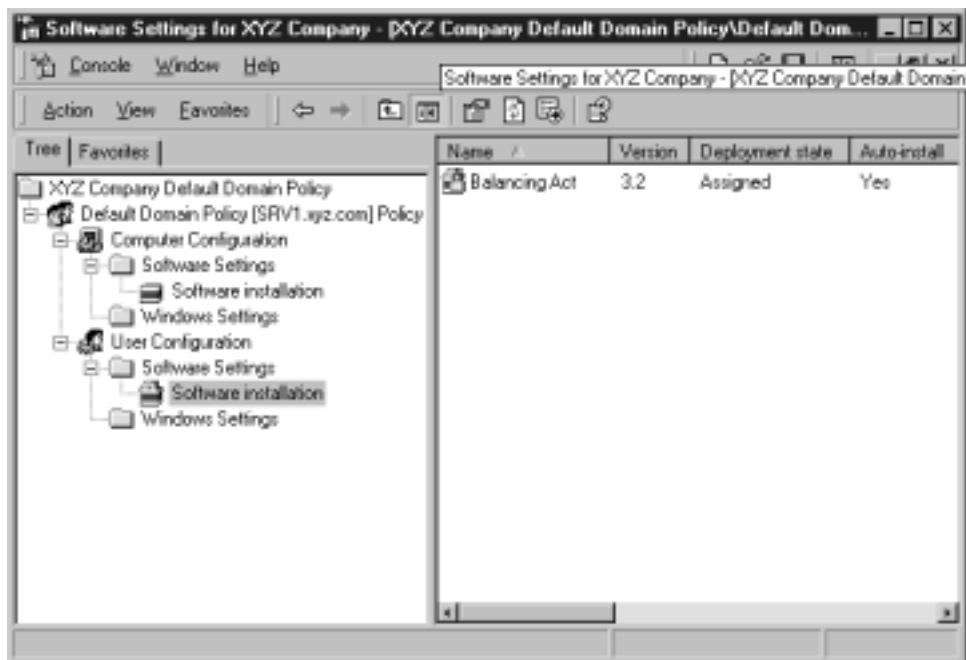 Software Settings for XYZ Company - [XYZ Company Default Domain Policy\Default Dom...
Console Window Help
Software Settings for XYZ Company - [XYZ Company Default Domain
Action View Favorites
Tree Favorites
Name Version Deployment state Auto-install
XYZ Company Default Domain Policy
Balancing Act 3.2 Assigned Yes
Default Domain Policy [SRV1.xyz.com] Policy
Computer Configuration
Software Settings
Software installation
Windows Settings
User Configuration
Software Settings
Software installation
Windows Settings